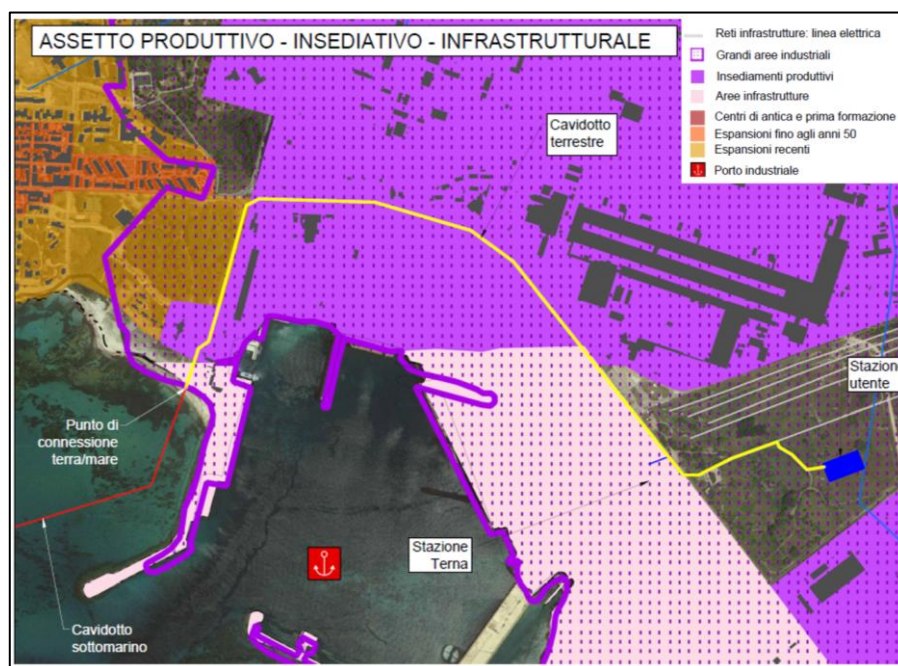 ASSETTO PRODUTTIVO - INSEDIATIVO - INFRASTRUTTURALE
Reti infrastrutture: linea elettrica
Grandi aree industriali
Insediamenti produttivi
Aree infrastrutture
Centri di antica e prima formazione
Espansioni fino agli anni 50
Espansioni recenti
Porto industriale
Cavidotto
terrestre
Stazione
utente
Punto di
connessione
terra/mare
Stazione
Terna
Cavidotto
sottomarino